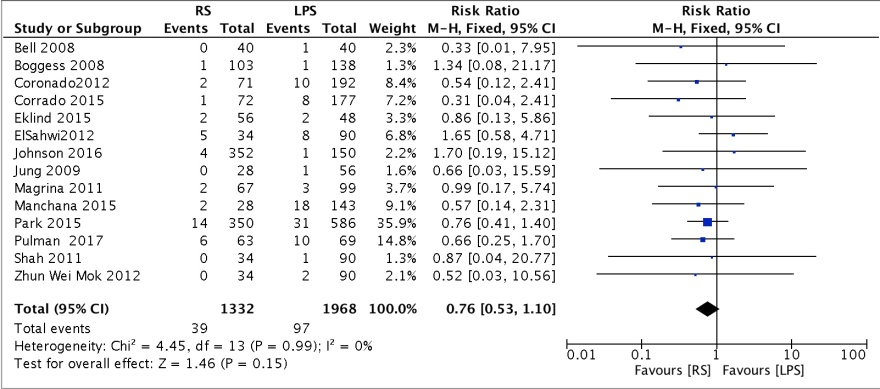 RS LPS Risk Ratio Risk Ratio
Study or Subgroup Events Total Events Total Weight M-H, Fixed, 95% CI M-H, Fixed, 95% CI
Bell 2008 0 40 1 40 2.3% 0.33 [0.01, 7.95]
Boggess 2008 1 103 1 138 1.3% 1.34 [0.08, 21.17]
Coronado2012 2 71 10 192 8.4% 0.54 [0.12, 2.41]
Corrado 2015 1 72 8 177 7.2% 0.31 [0.04, 2.41]
Eklind 2015 2 56 2 48 3.3% 0.86 [0.13, 5.86]
ElSahwi2012 5 34 8 90 6.8% 1.65 [0.58, 4.71]
Johnson 2016 4 352 1 150 2.2% 1.70 [0.19, 15.12]
Jung 2009 0 28 1 56 1.6% 0.66 [0.03, 15.59]
Magrina 2011 2 67 3 99 3.7% 0.99 [0.17, 5.74]
Manchana 2015 2 28 18 143 9.1% 0.57 [0.14, 2.31]
Park 2015 14 350 31 586 35.9% 0.76 [0.41, 1.40]
Pulman 2017 6 63 10 69 14.8% 0.66 [0.25, 1.70]
Shah 2011 0 34 1 90 1.3% 0.87 [0.04, 20.77]
Zhun Wei Mok 2012 0 34 2 90 2.1% 0.52 [0.03, 10.56]
Total (95% CI) 1332 1968 100.0% 0.76 [0.53, 1.10]
Total events 39 97
Heterogeneity: Chi² = 4.45, df = 13 (P = 0.99); I² = 0%
Test for overall effect: Z = 1.46 (P = 0.15)
0.01 0.1 1 10 100
Favours [RS] Favours [LPS]